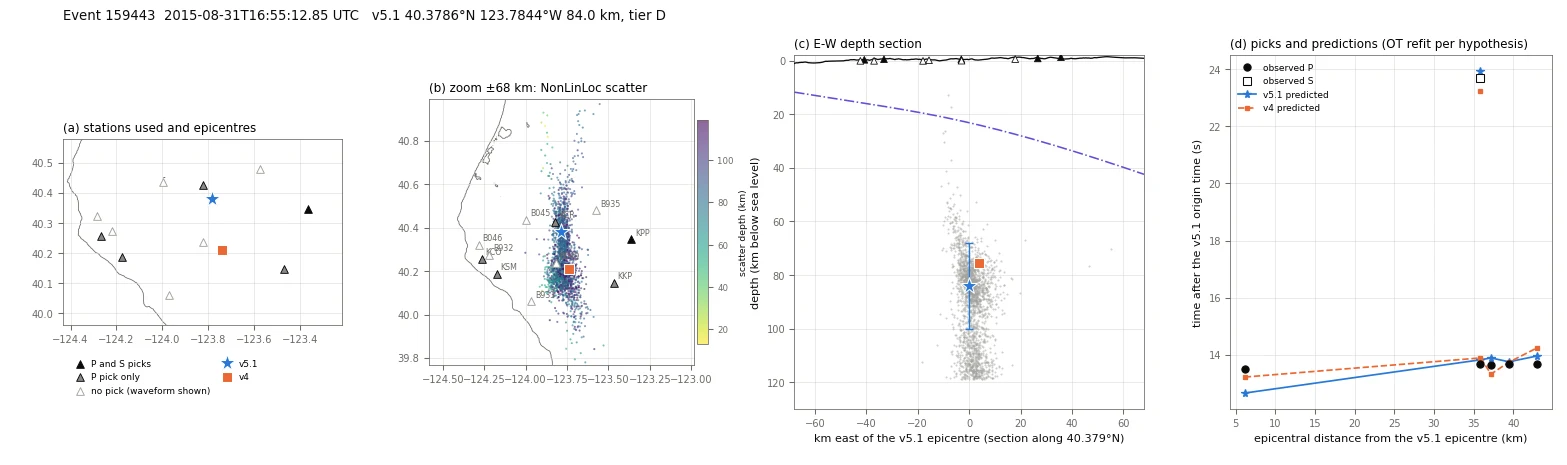 Event 159443  2015-08-31T16:55:12.85 UTC   v5.1 40.3786°N 123.7844°W 84.0 km, tier D
(a) stations used and epicentres
40.5
40.4
40.3
40.2
40.1
40.0
−124.4 −124.2 −124.0 −123.8 −123.6 −123.4
P and S picks
P pick only
no pick (waveform shown)
v5.1
v4
(b) zoom ±68 km: NonLinLoc scatter
40.8
40.6
40.4
40.2
40.0
39.8
−124.50 −124.25 −124.00 −123.75 −123.50 −123.25 −123.00
B935
B045
KPP
B046
B932
KSM
KKP
B933
100
80
60
40
20
scatter depth (km)
(c) E-W depth section
0
20
40
60
80
100
120
depth (km below sea level)
−60 −40 −20 0 20 40 60
km east of the v5.1 epicentre (section along 40.379°N)
(d) picks and predictions (OT refit per hypothesis)
observed P
observed S
v5.1 predicted
v4 predicted
24
22
20
18
16
14
time after the v5.1 origin time (s)
5 10 15 20 25 30 35 40
epicentral distance from the v5.1 epicentre (km)